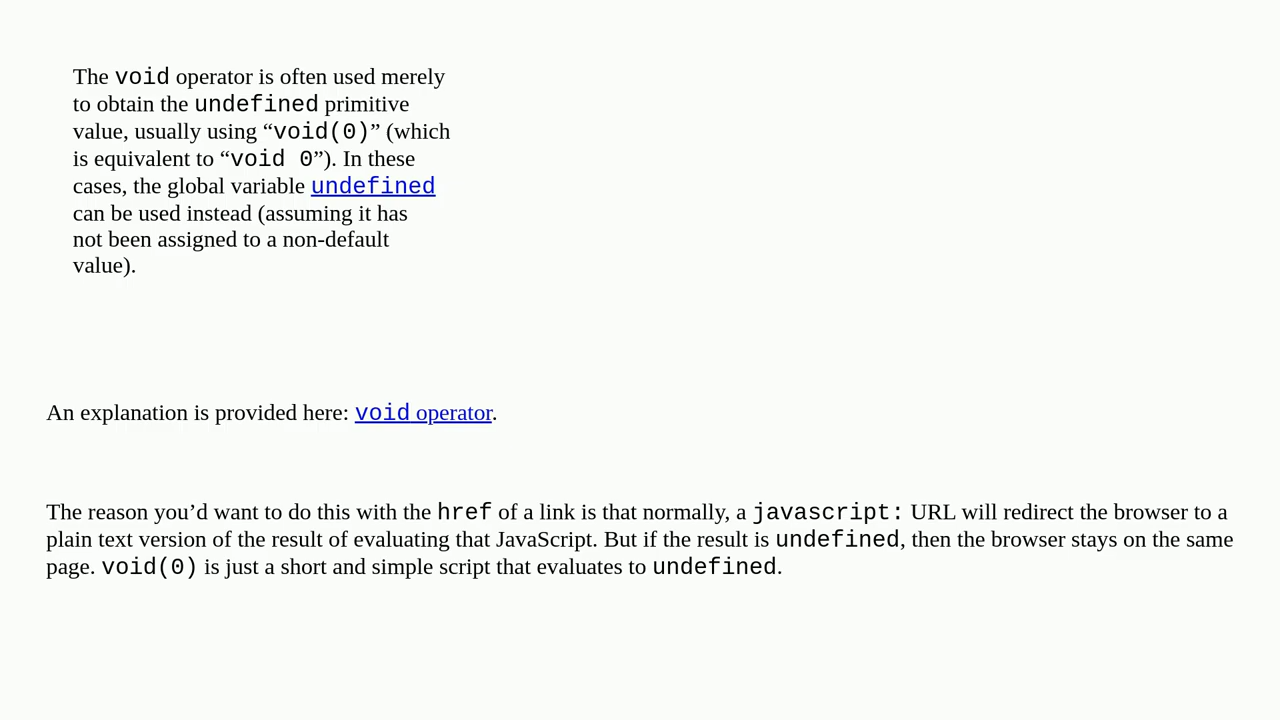 The void operator is often used merely
to obtain the undefined primitive
value, usually using “void(0)” (which
is equivalent to “void 0”). In these
cases, the global variable undefined
can be used instead (assuming it has
not been assigned to a non-default
value).
An explanation is provided here: void operator.
The reason you’d want to do this with the href of a link is that normally, a javascript: URL will redirect the browser to a
plain text version of the result of evaluating that JavaScript. But if the result is undefined, then the browser stays on the same
page. void(0) is just a short and simple script that evaluates to undefined.